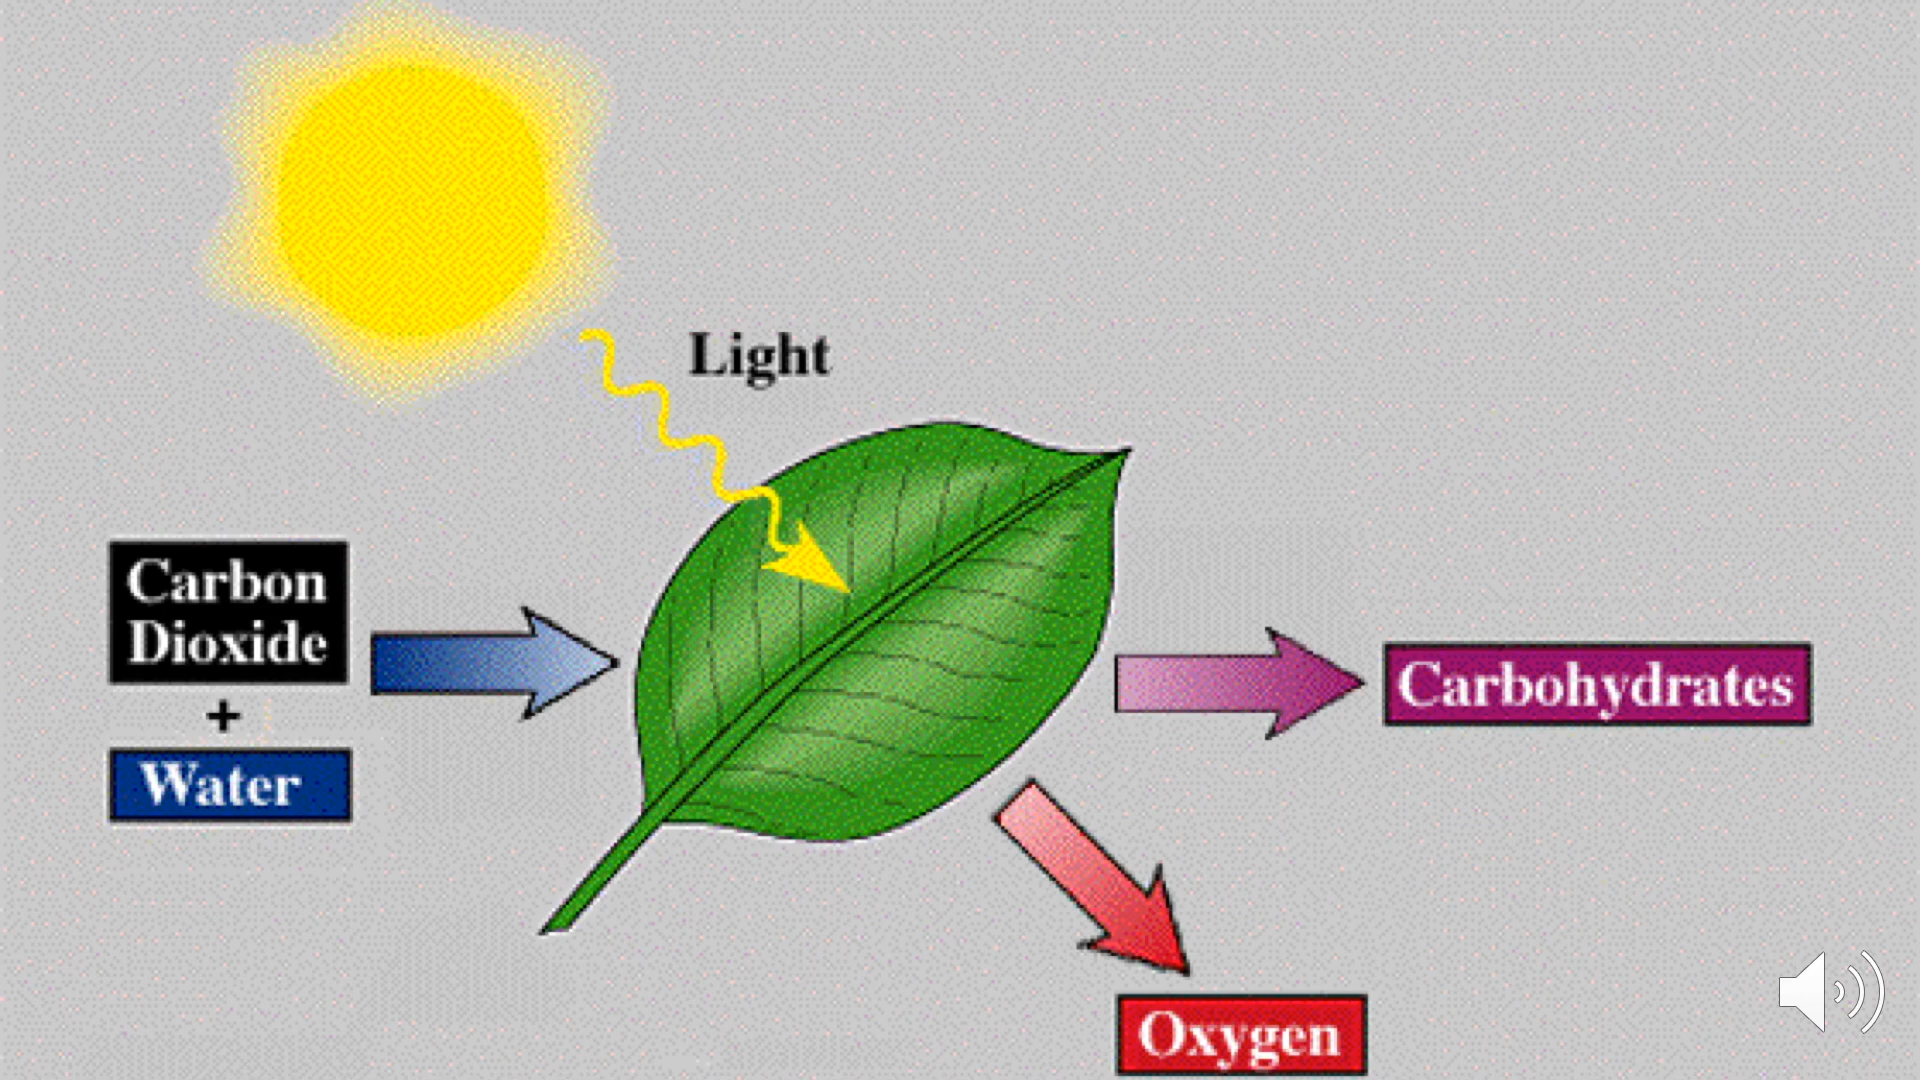 Light
Carbon
Dioxide
+
Water
Carbohydrates
Oxygen